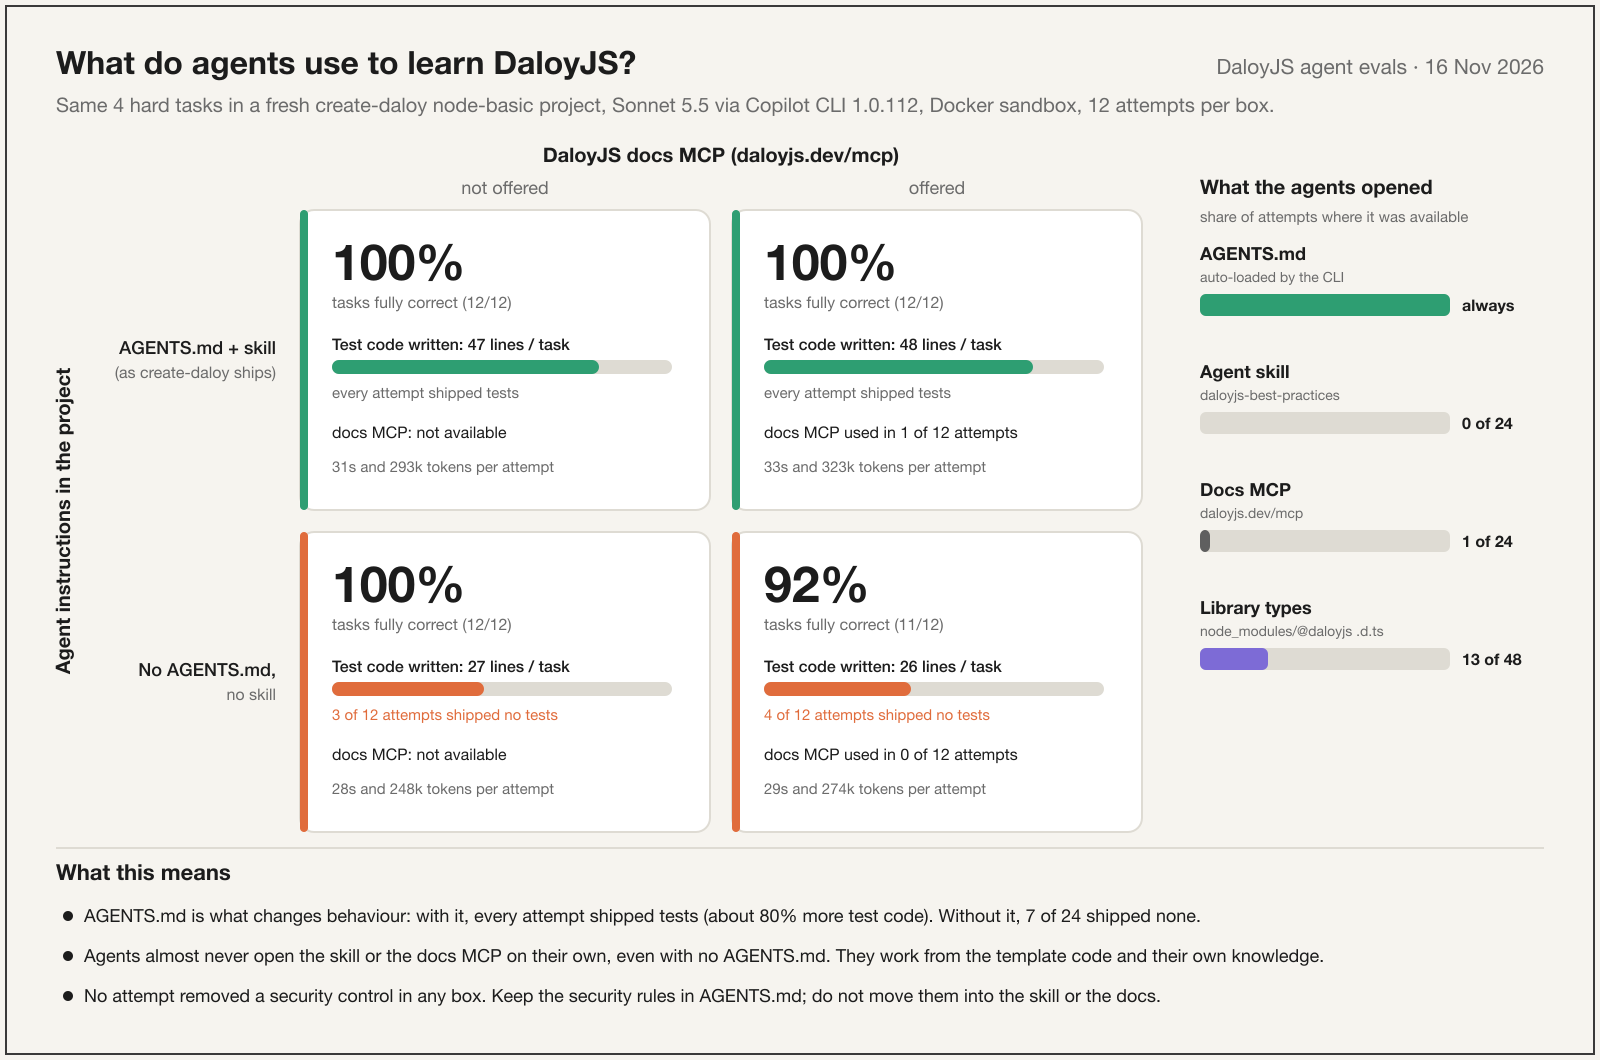 What do agents use to learn DaloyJS?
DaloyJS agent evals · 16 Nov 2026
Same 4 hard tasks in a fresh create-daloy node-basic project, Sonnet 5.5 via Copilot CLI 1.0.112, Docker sandbox, 12 attempts per box.
DaloyJS docs MCP (daloyjs.dev/mcp)
not offered
offered
Agent instructions in the project
AGENTS.md + skill
(as create-daloy ships)
100%
tasks fully correct (12/12)
Test code written: 47 lines / task
every attempt shipped tests
docs MCP: not available
31s and 293k tokens per attempt
100%
tasks fully correct (12/12)
Test code written: 48 lines / task
every attempt shipped tests
docs MCP used in 1 of 12 attempts
33s and 323k tokens per attempt
No AGENTS.md,
no skill
100%
tasks fully correct (12/12)
Test code written: 27 lines / task
3 of 12 attempts shipped no tests
docs MCP: not available
28s and 248k tokens per attempt
92%
tasks fully correct (11/12)
Test code written: 26 lines / task
4 of 12 attempts shipped no tests
docs MCP used in 0 of 12 attempts
29s and 274k tokens per attempt
What the agents opened
share of attempts where it was available
AGENTS.md
auto-loaded by the CLI
always
Agent skill
daloyjs-best-practices
0 of 24
Docs MCP
daloyjs.dev/mcp
1 of 24
Library types
node_modules/@daloyjs .d.ts
13 of 48
What this means
● AGENTS.md is what changes behaviour: with it, every attempt shipped tests (about 80% more test code). Without it, 7 of 24 shipped none.
● Agents almost never open the skill or the docs MCP on their own, even with no AGENTS.md. They work from the template code and their own knowledge.
● No attempt removed a security control in any box. Keep the security rules in AGENTS.md; do not move them into the skill or the docs.